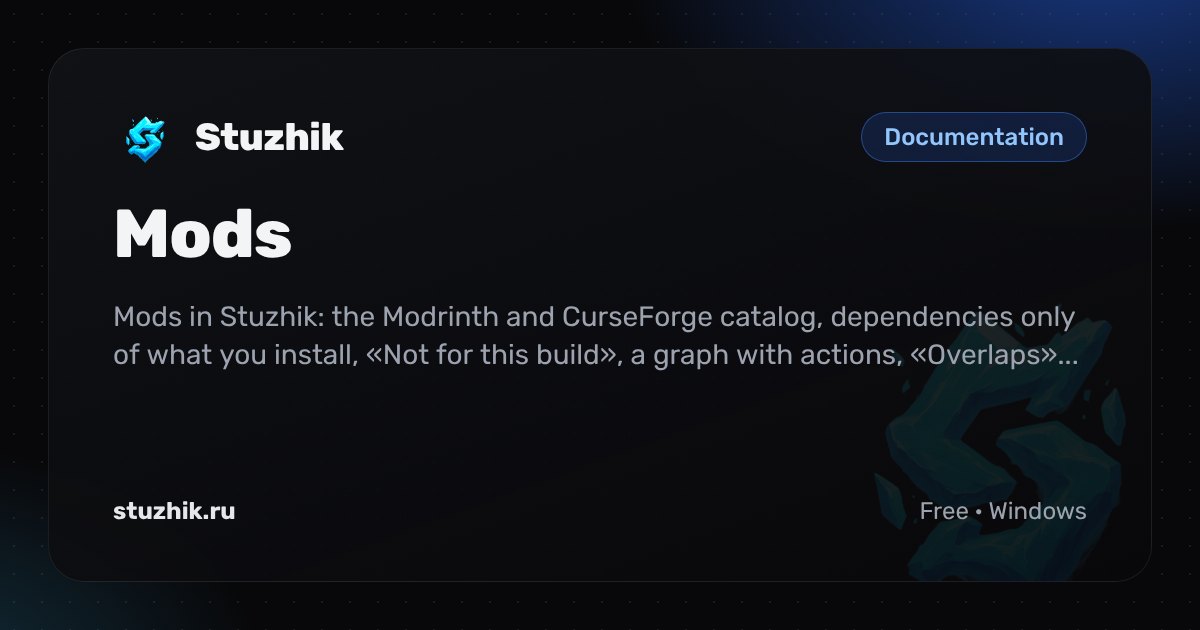 Stuzhik
Documentation
Mods
Mods in Stuzhik: the Modrinth and CurseForge catalog, dependencies only
of what you install, «Not for this build», a graph with actions, «Overlaps»...
stuzhik.ru
Free • Windows